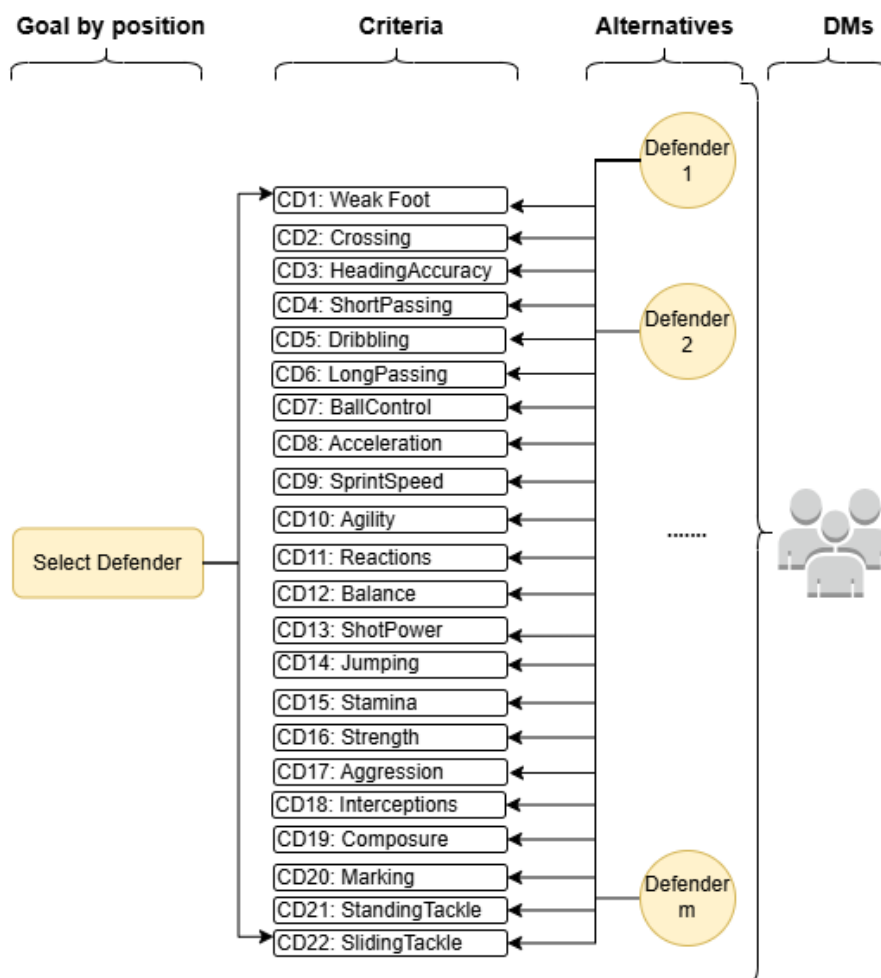 Goal by position
Criteria
Alternatives
DMs
Select Defender
CD1: Weak Foot
CD2: Crossing
CD3: HeadingAccuracy
CD4: ShortPassing
CD5: Dribbling
CD6: LongPassing
CD7: BallControl
CD8: Acceleration
CD9: SprintSpeed
CD10: Agility
CD11: Reactions
CD12: Balance
CD13: ShotPower
CD14: Jumping
CD15: Stamina
CD16: Strength
CD17: Aggression
CD18: Interceptions
CD19: Composure
CD20: Marking
CD21: StandingTackle
CD22: SlidingTackle
Defender
1
Defender
2
.......
Defender
m